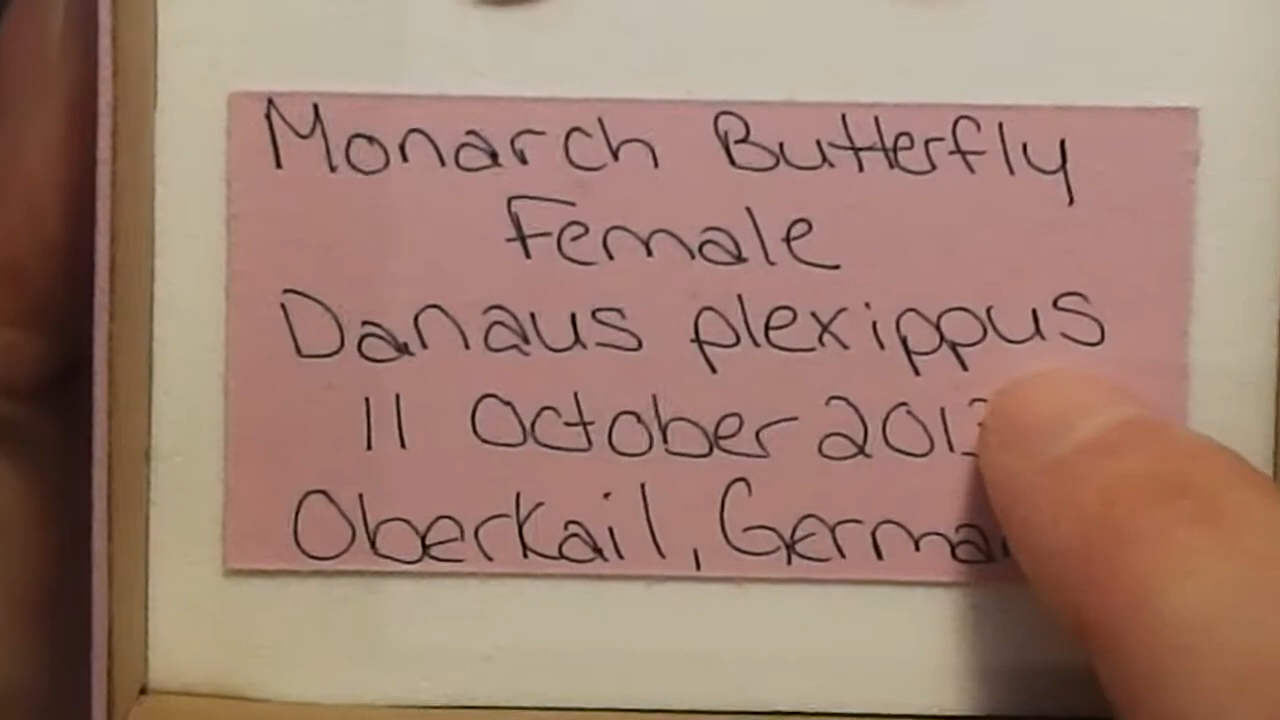 Monarch Butterfly
Female
Danaus plexippus
11 October
Oberkail,